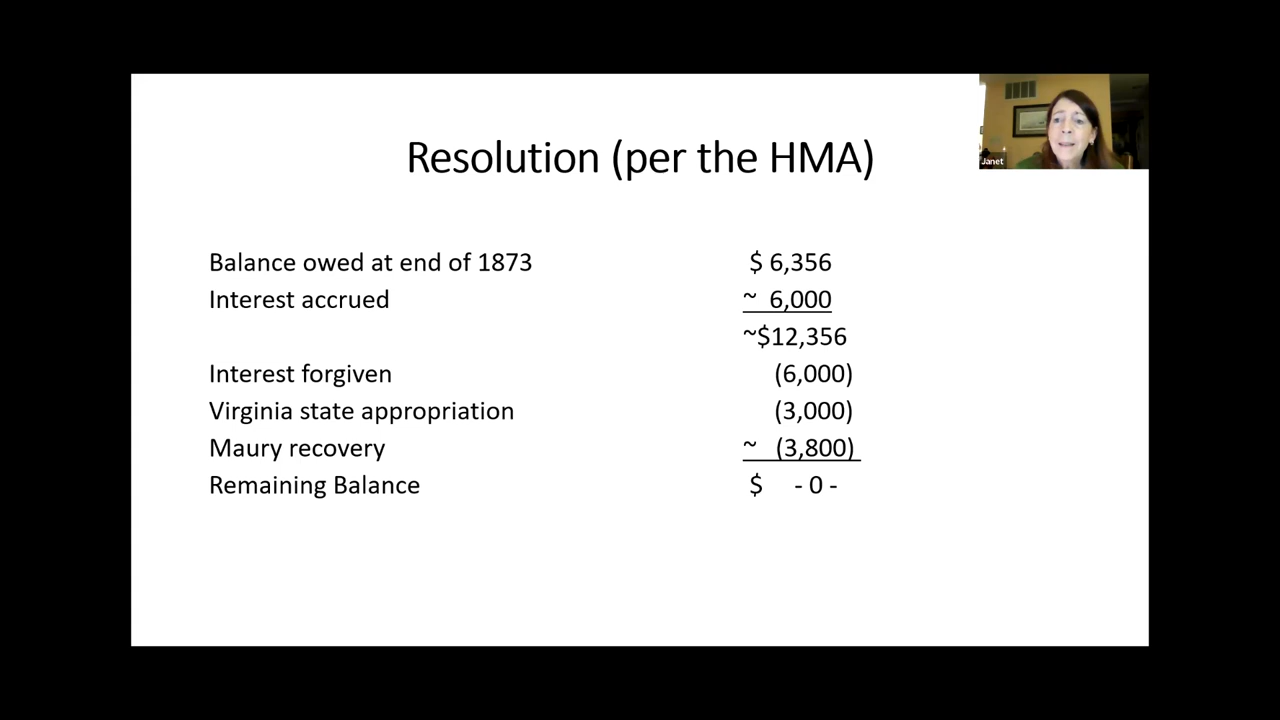 Resolution (per the HMA)
Janet
Balance owed at end of 1873 $ 6,356
Interest accrued ~ 6,000
~$12,356
Interest forgiven (6,000)
Virginia state appropriation (3,000)
Maury recovery ~ (3,800)
Remaining Balance $ - 0 -